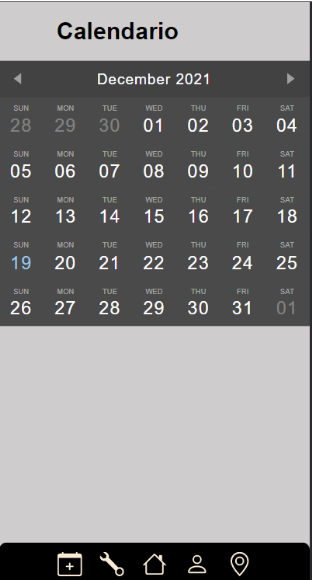 Calendario
December 2021
SUN MON TUE WED THU FRI SAT
28 29 30 01 02 03 04
SUN MON TUE WED THU FRI SAT
05 06 07 08 09 10 11
SUN MON TUE WED THU FRI SAT
12 13 14 15 16 17 18
SUN MON TUE WED THU FRI SAT
19 20 21 22 23 24 25
SUN MON TUE WED THU FRI SAT
26 27 28 29 30 31 01